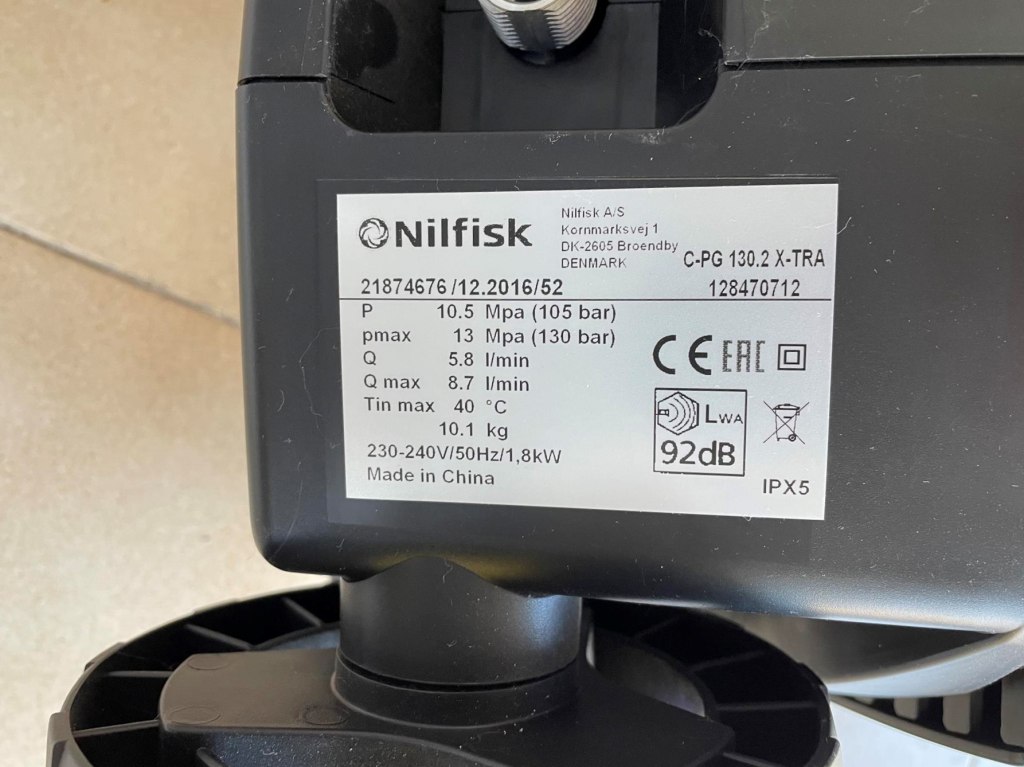 Nilfisk
Nilfisk A/S
Kornmarksvej 1
DK-2605 Broendby
DENMARK
C-PG 130.2 X-TRA
21874676 /12.2016/52
128470712
P 10.5 Mpa (105 bar)
pmax 13 Mpa (130 bar)
Q 5.8 l/min
Q max 8.7 l/min
Tin max 40 °C
10.1 kg
230-240V/50Hz/1,8kW
Made in China
CE EAC
LWA
92dB
IPX5